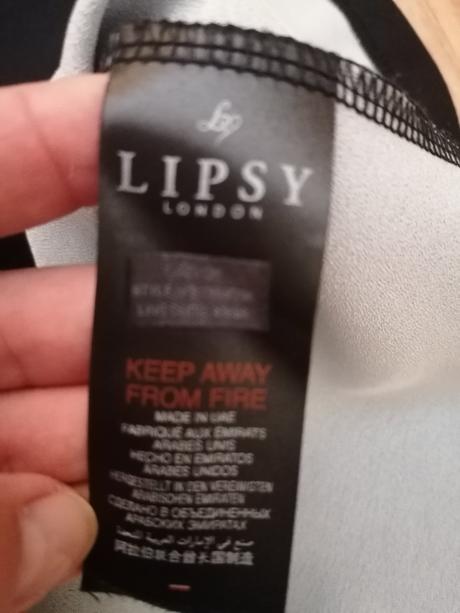 LIPSY
LONDON
KEEP AWAY
FROM FIRE
MADE IN UAE
FABRIQUÉ AUX EMIRATS
ARABES UNIS
HECHO EN EMIRATOS
ARABES UNIDOS
HERGESTELLT IN DEN VEREINIGTEN
ARABISCHEN EMIRATEN
СДЕЛАНО В ОБЪЕДИНЕННЫХ
АРАБСКИХ ЭМИРАТАХ
صنع في الإمارات العربية المتحدة
阿拉伯联合酋长国制造